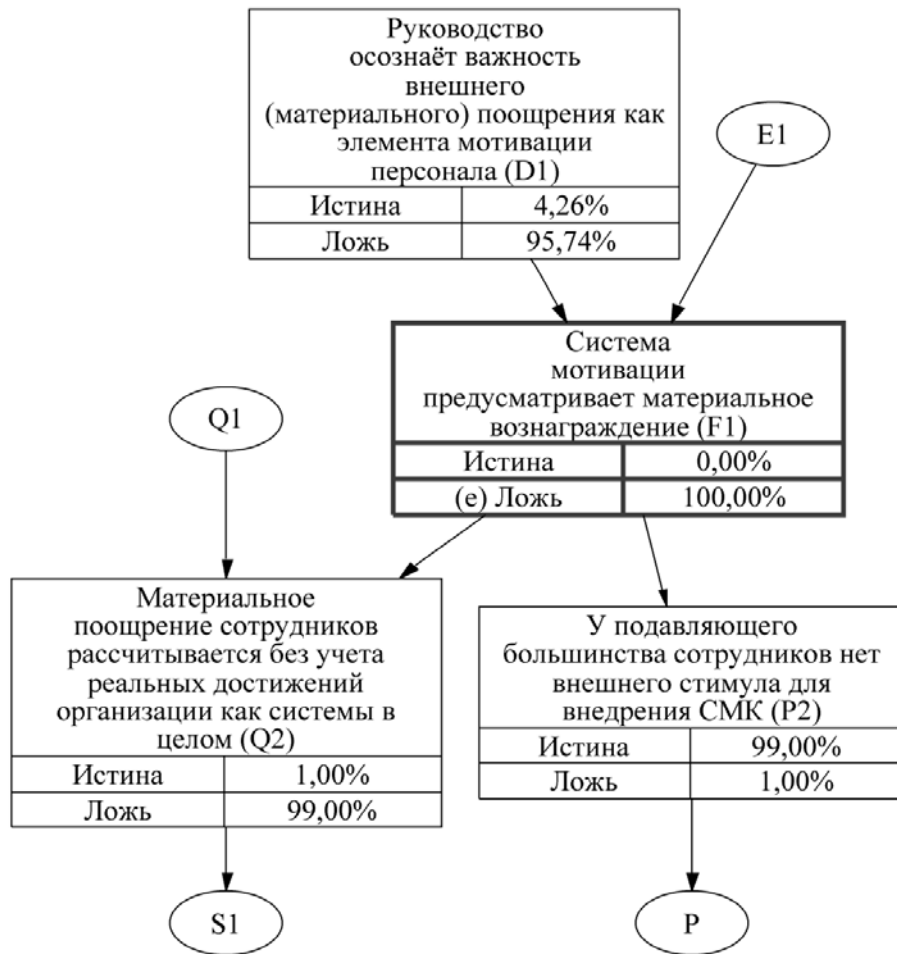 Руководство
осознаёт важность
внешнего
(материального) поощрения как
элемента мотивации
персонала (D1)
Истина 4,26%
Ложь 95,74%
E1
Система
мотивации
предусматривает материальное
вознаграждение (F1)
Истина 0,00%
(e) Ложь 100,00%
Q1
Материальное
поощрение сотрудников
рассчитывается без учета
реальных достижений
организации как системы в
целом (Q2)
Истина 1,00%
Ложь 99,00%
У подавляющего
большинства сотрудников нет
внешнего стимула для
внедрения СМК (P2)
Истина 99,00%
Ложь 1,00%
S1
P